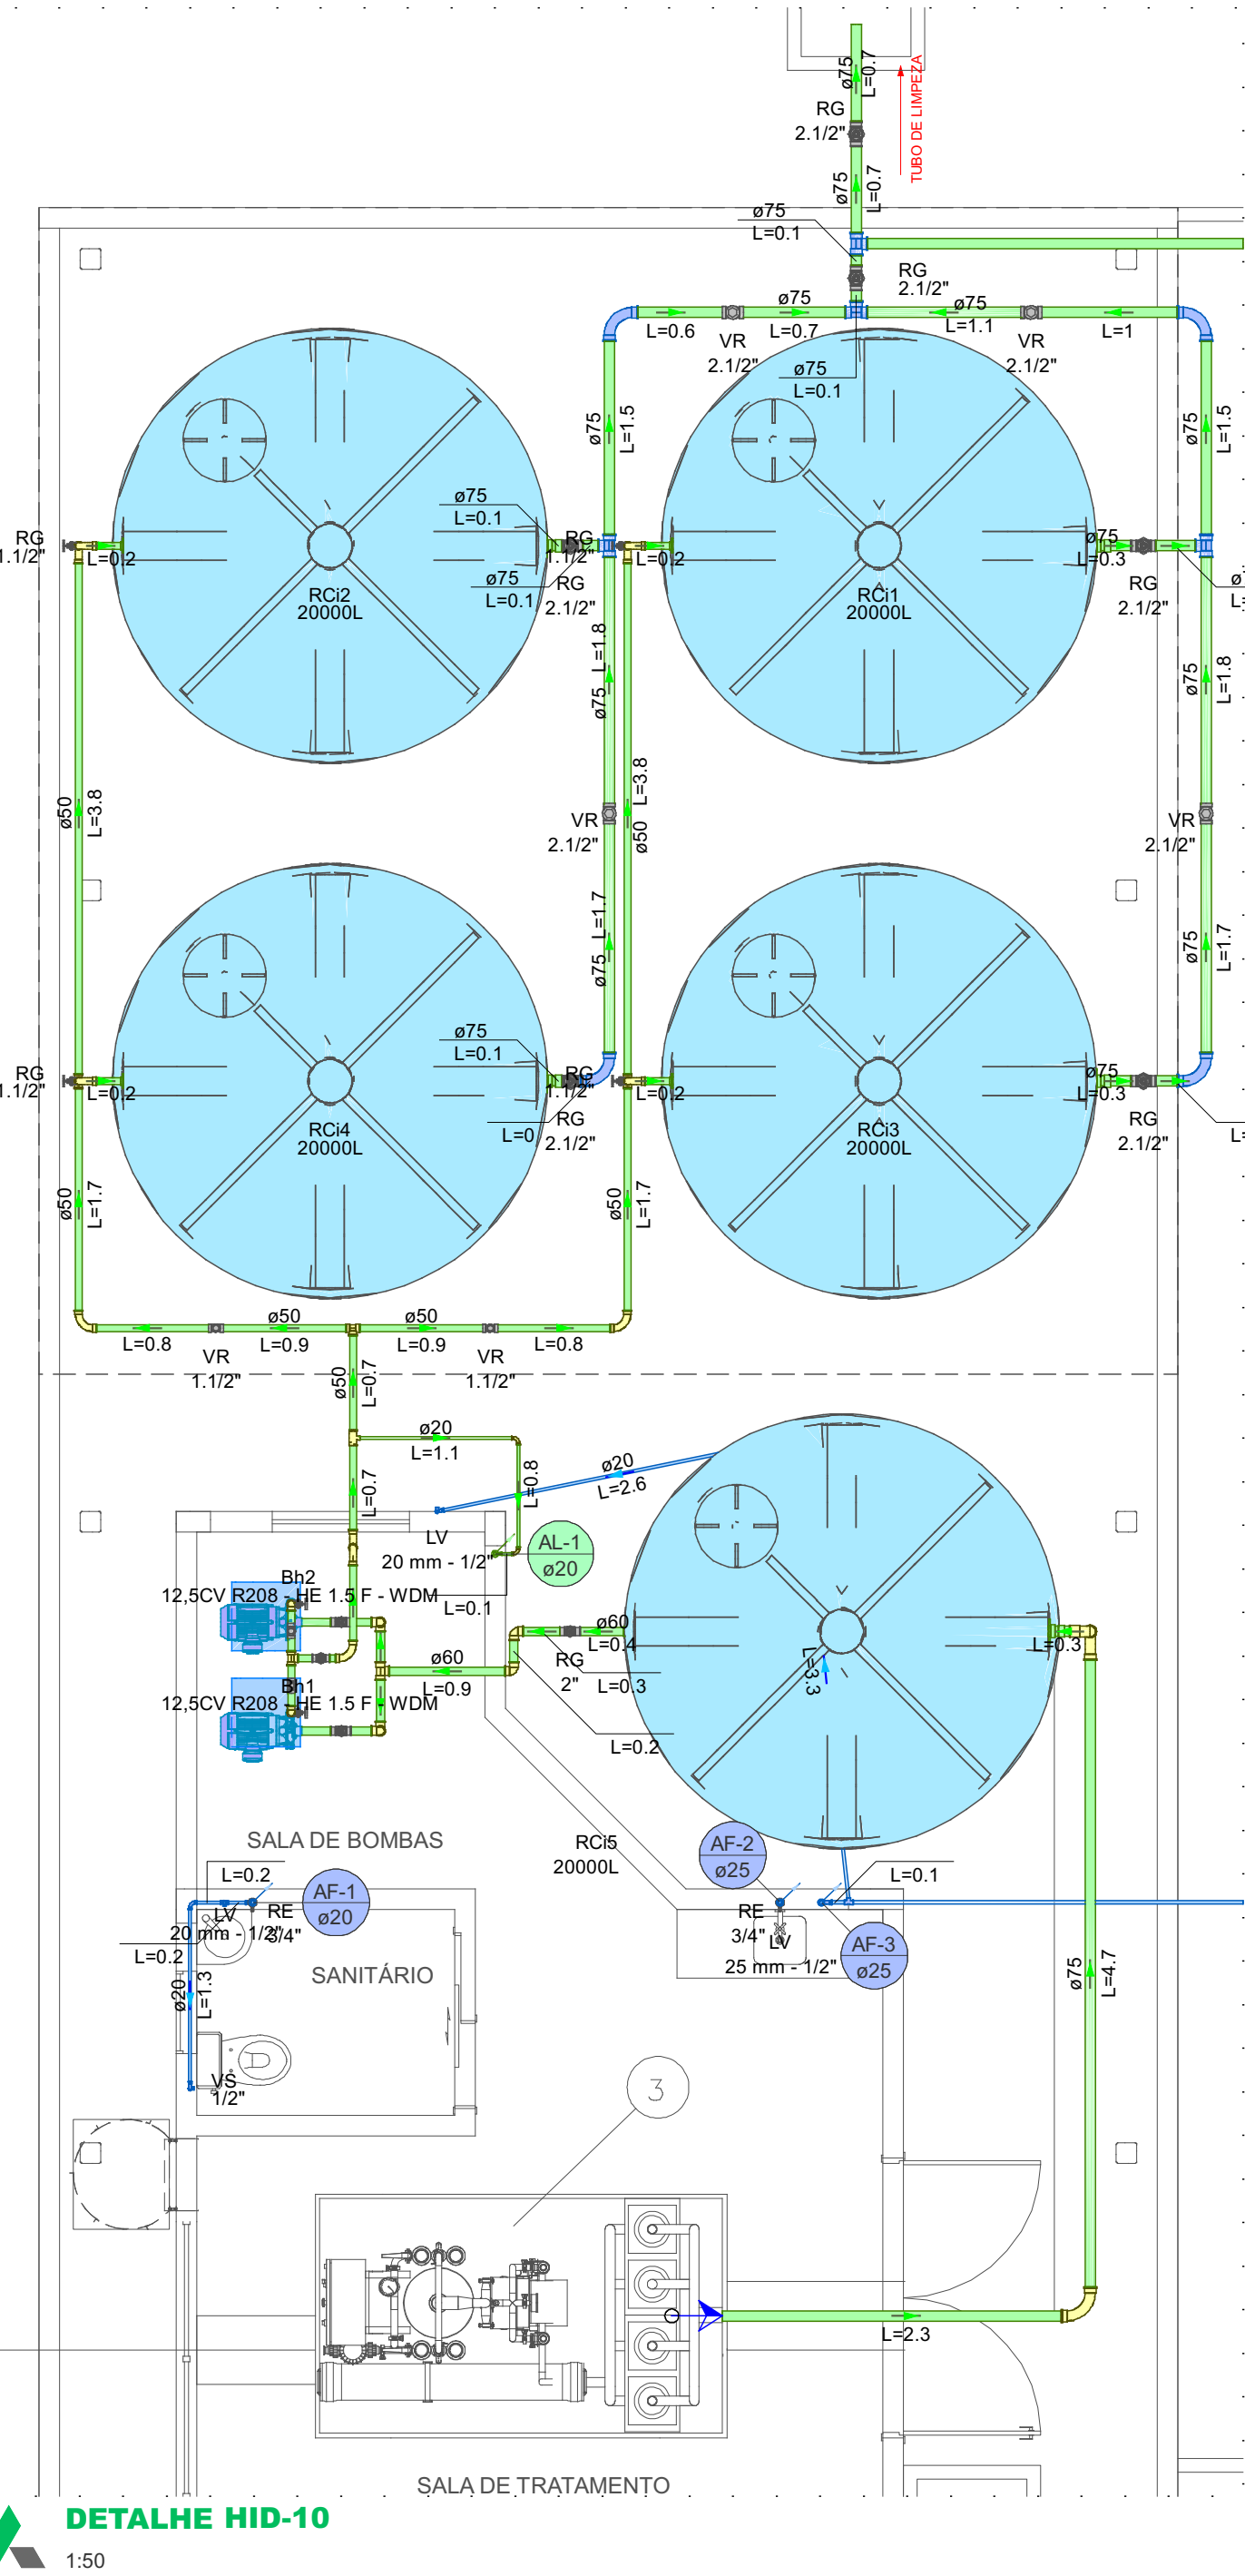 ø75
L=0.7
RG
2.1/2"
TUBO DE LIMPEZA
ø75
L=0.7
ø75
L=0.1
RG
2.1/2"
ø75
L=0.6
L=0.7
ø75
L=1.1
L=1
VR
2.1/2"
VR
2.1/2"
ø75
L=0.1
ø75
L=1.5
ø75
L=1.5
ø75
L=0.1
RG
1.1/2"
L=0.2
RG
1.1/2"
L=0.2
ø75
L=0.3
ø75
L=0.1
RG
2.1/2"
RG
2.1/2"
RCi2
20000L
RCi1
20000L
ø75
L=1.8
ø75
L=1.8
ø50
L=3.8
L=3.8
ø50
VR
2.1/2"
VR
2.1/2"
ø75
L=1.7
ø75
L=1.7
ø75
L=0.1
RG
1.1/2"
L=0.2
RG
1.1/2"
L=0.2
ø75
L=0.3
L=0
RG
2.1/2"
RG
2.1/2"
RCi4
20000L
RCi3
20000L
ø50
L=1.7
ø50
L=1.7
ø50
ø50
L=0.8
L=0.9
L=0.9
L=0.8
VR
1.1/2"
VR
1.1/2"
ø50
L=0.7
ø20
L=1.1
L=0.8
ø20
L=2.6
L=0.7
LV
20 mm - 1/2"
AL-1
ø20
L=0.1
Bh2
12,5CV R208 - HE 1.5 F - WDM
ø60
L=0.4
L=0.3
ø60
L=0.9
RG
2"
L=0.3
L=3.3
Bh1
12,5CV R208 - HE 1.5 F - WDM
L=0.2
SALA DE BOMBAS
RCi5
20000L
AF-2
ø25
L=0.1
L=0.2
AF-1
ø20
LV
20 mm - 1/2"
RE
3/4"
L=0.2
RE
3/4"
LV
25 mm - 1/2"
AF-3
ø25
SANITÁRIO
ø20
L=1.3
ø75
L=4.7
VS
1/2"
3
L=2.3
SALA DE TRATAMENTO
DETALHE HID-10
1:50